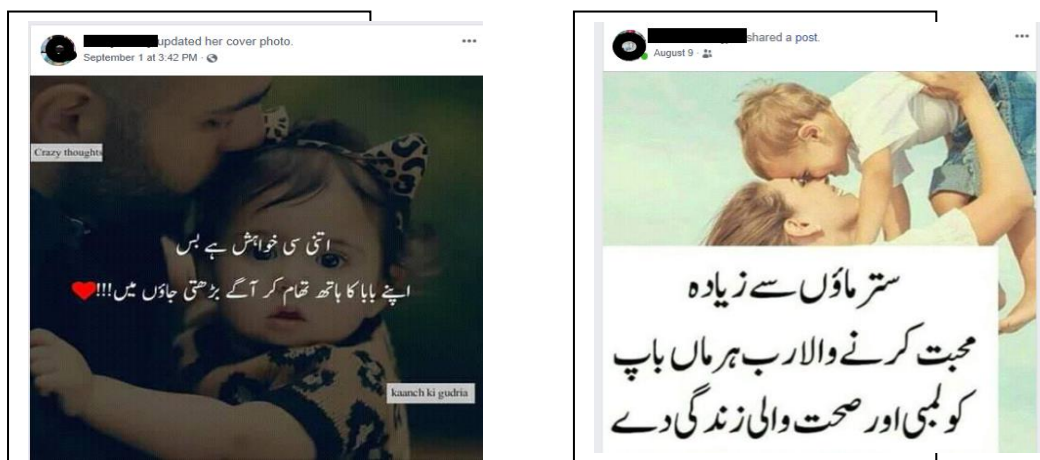 updated her cover photo.
September 1 at 3:42 PM
Crazy thoughts
اتنی سی خواہش ہے بس
اپنے بابا کا ہاتھ تھام کر آگے بڑھتی جاؤں میں!!!
kaanch ki gudria
shared a post.
August 9
ستر ماؤں سے زیادہ
محبت کرنے والا رب ہر ماں باپ
کو لمبی اور صحت والی زندگی دے